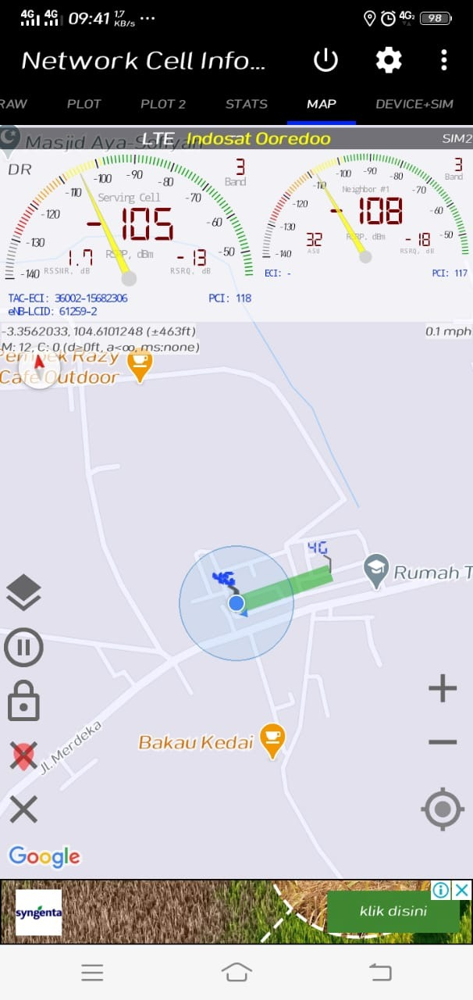 4G 4G 09:41 1,7 KB/s ··· 4G2 98
Network Cell Info...
RAW PLOT PLOT 2 STATS MAP DEVICE+SIM
Masjid Aya-Sofiyah
LTE Indosat Ooredoo SIM2
DR
3
Band
-140 -130 -120 -110 -100 -90 -80 -70 -60 -50
Serving Cell
-105
RSRP, dBm
1.7
RSSNR, dB
-13
RSRQ, dB
TAC-ECI: 36002-15682306 PCI: 118
eNB-LCID: 61259-2
3
Band
-140 -130 -120 -110 -100 -90 -80 -70 -60 -50
Neighbor #1
-108
RSRP, dBm
32
ASU
-18
RSRQ, dB
ECI: - PCI: 117
-3.3562033, 104.6101248 (±463ft) 0.1 mph
M: 12, C: 0 (d≥0ft, a<∞, ms:none)
Pempek Razy
Cafe Outdoor
4G
4G
Rumah T
Bakau Kedai
Jl. Merdeka
Google
syngenta
klik disini